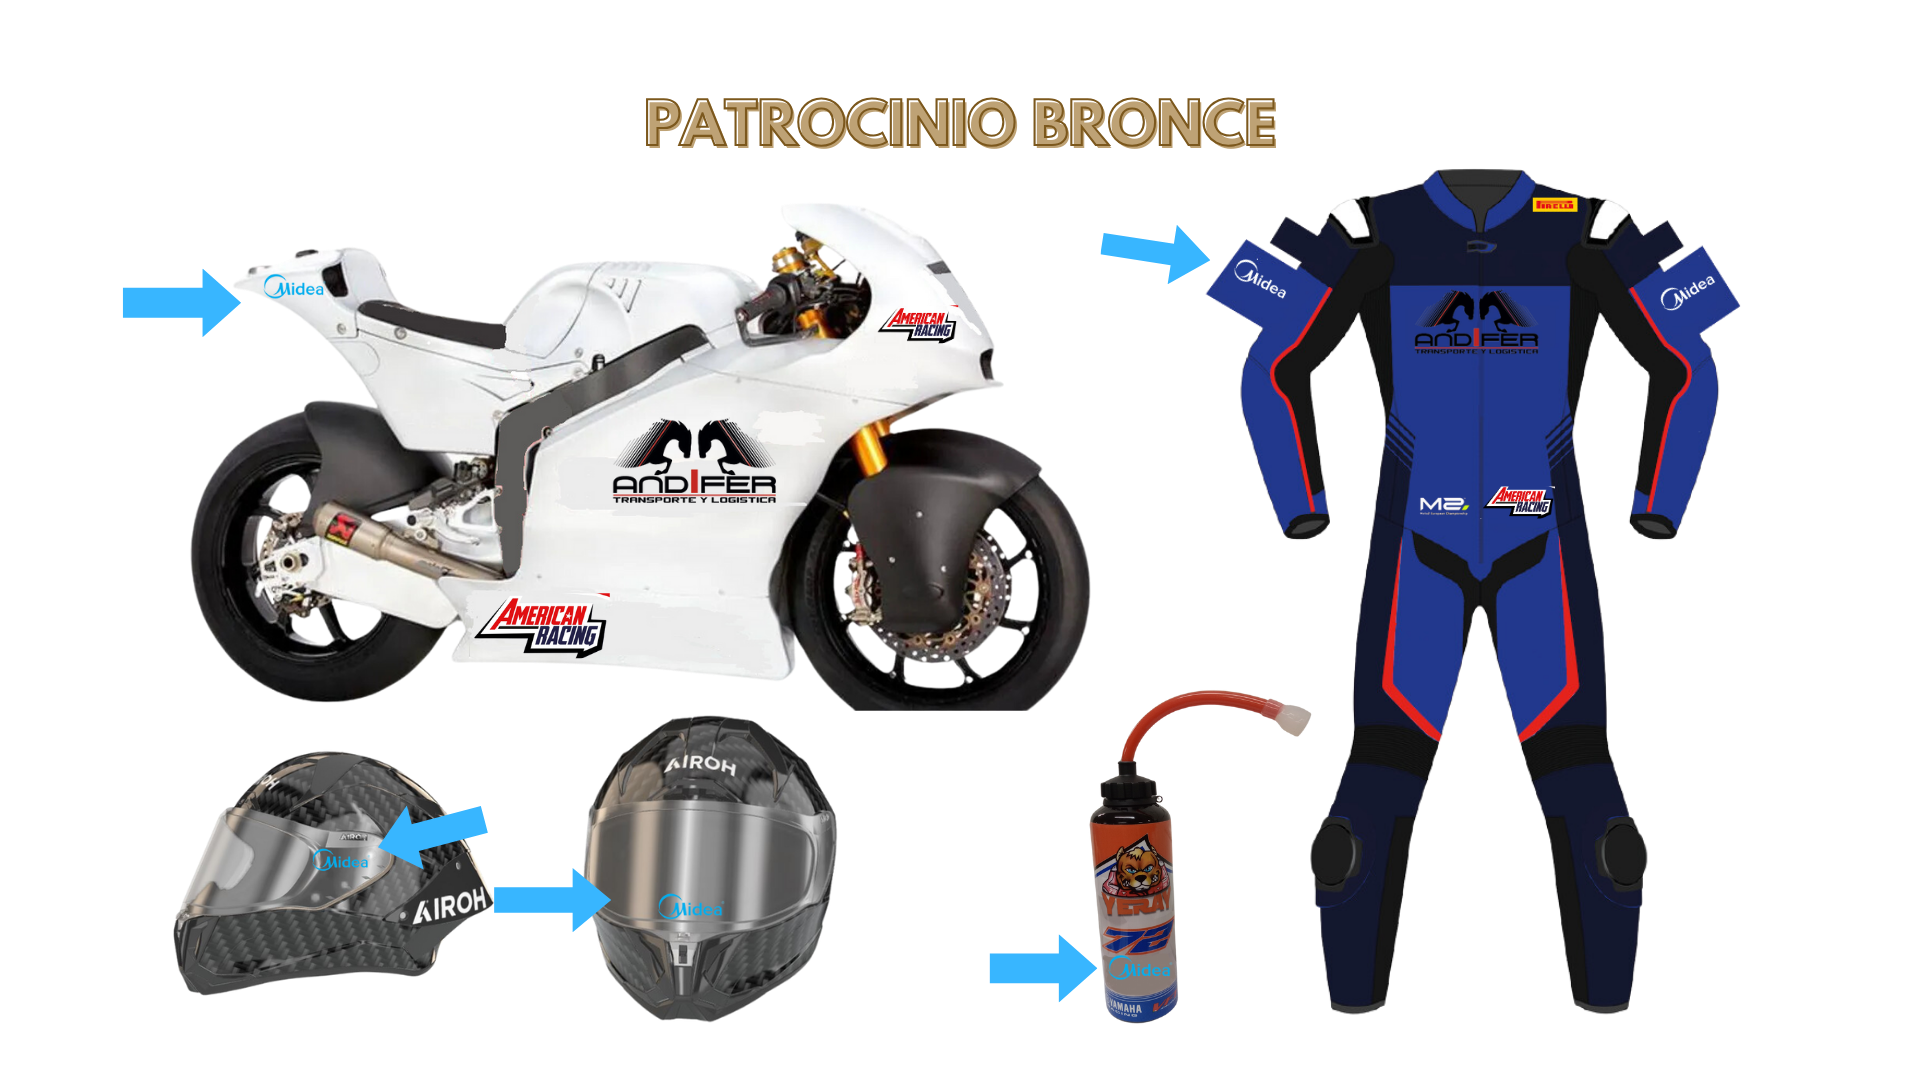 PATROCINIO BRONCE
Midea
AMERICAN
RACING
ANDIFER
TRANSPORTE Y LOGISTICA
AMERICAN
RACING
PIRELLI
Midea
Midea
ANDIFER
TRANSPORTE Y LOGISTICA
M2
AMERICAN
RACING
AIROH
Midea
AIROH
AIROH
Midea
YERAY
72
Midea
YAMAHA